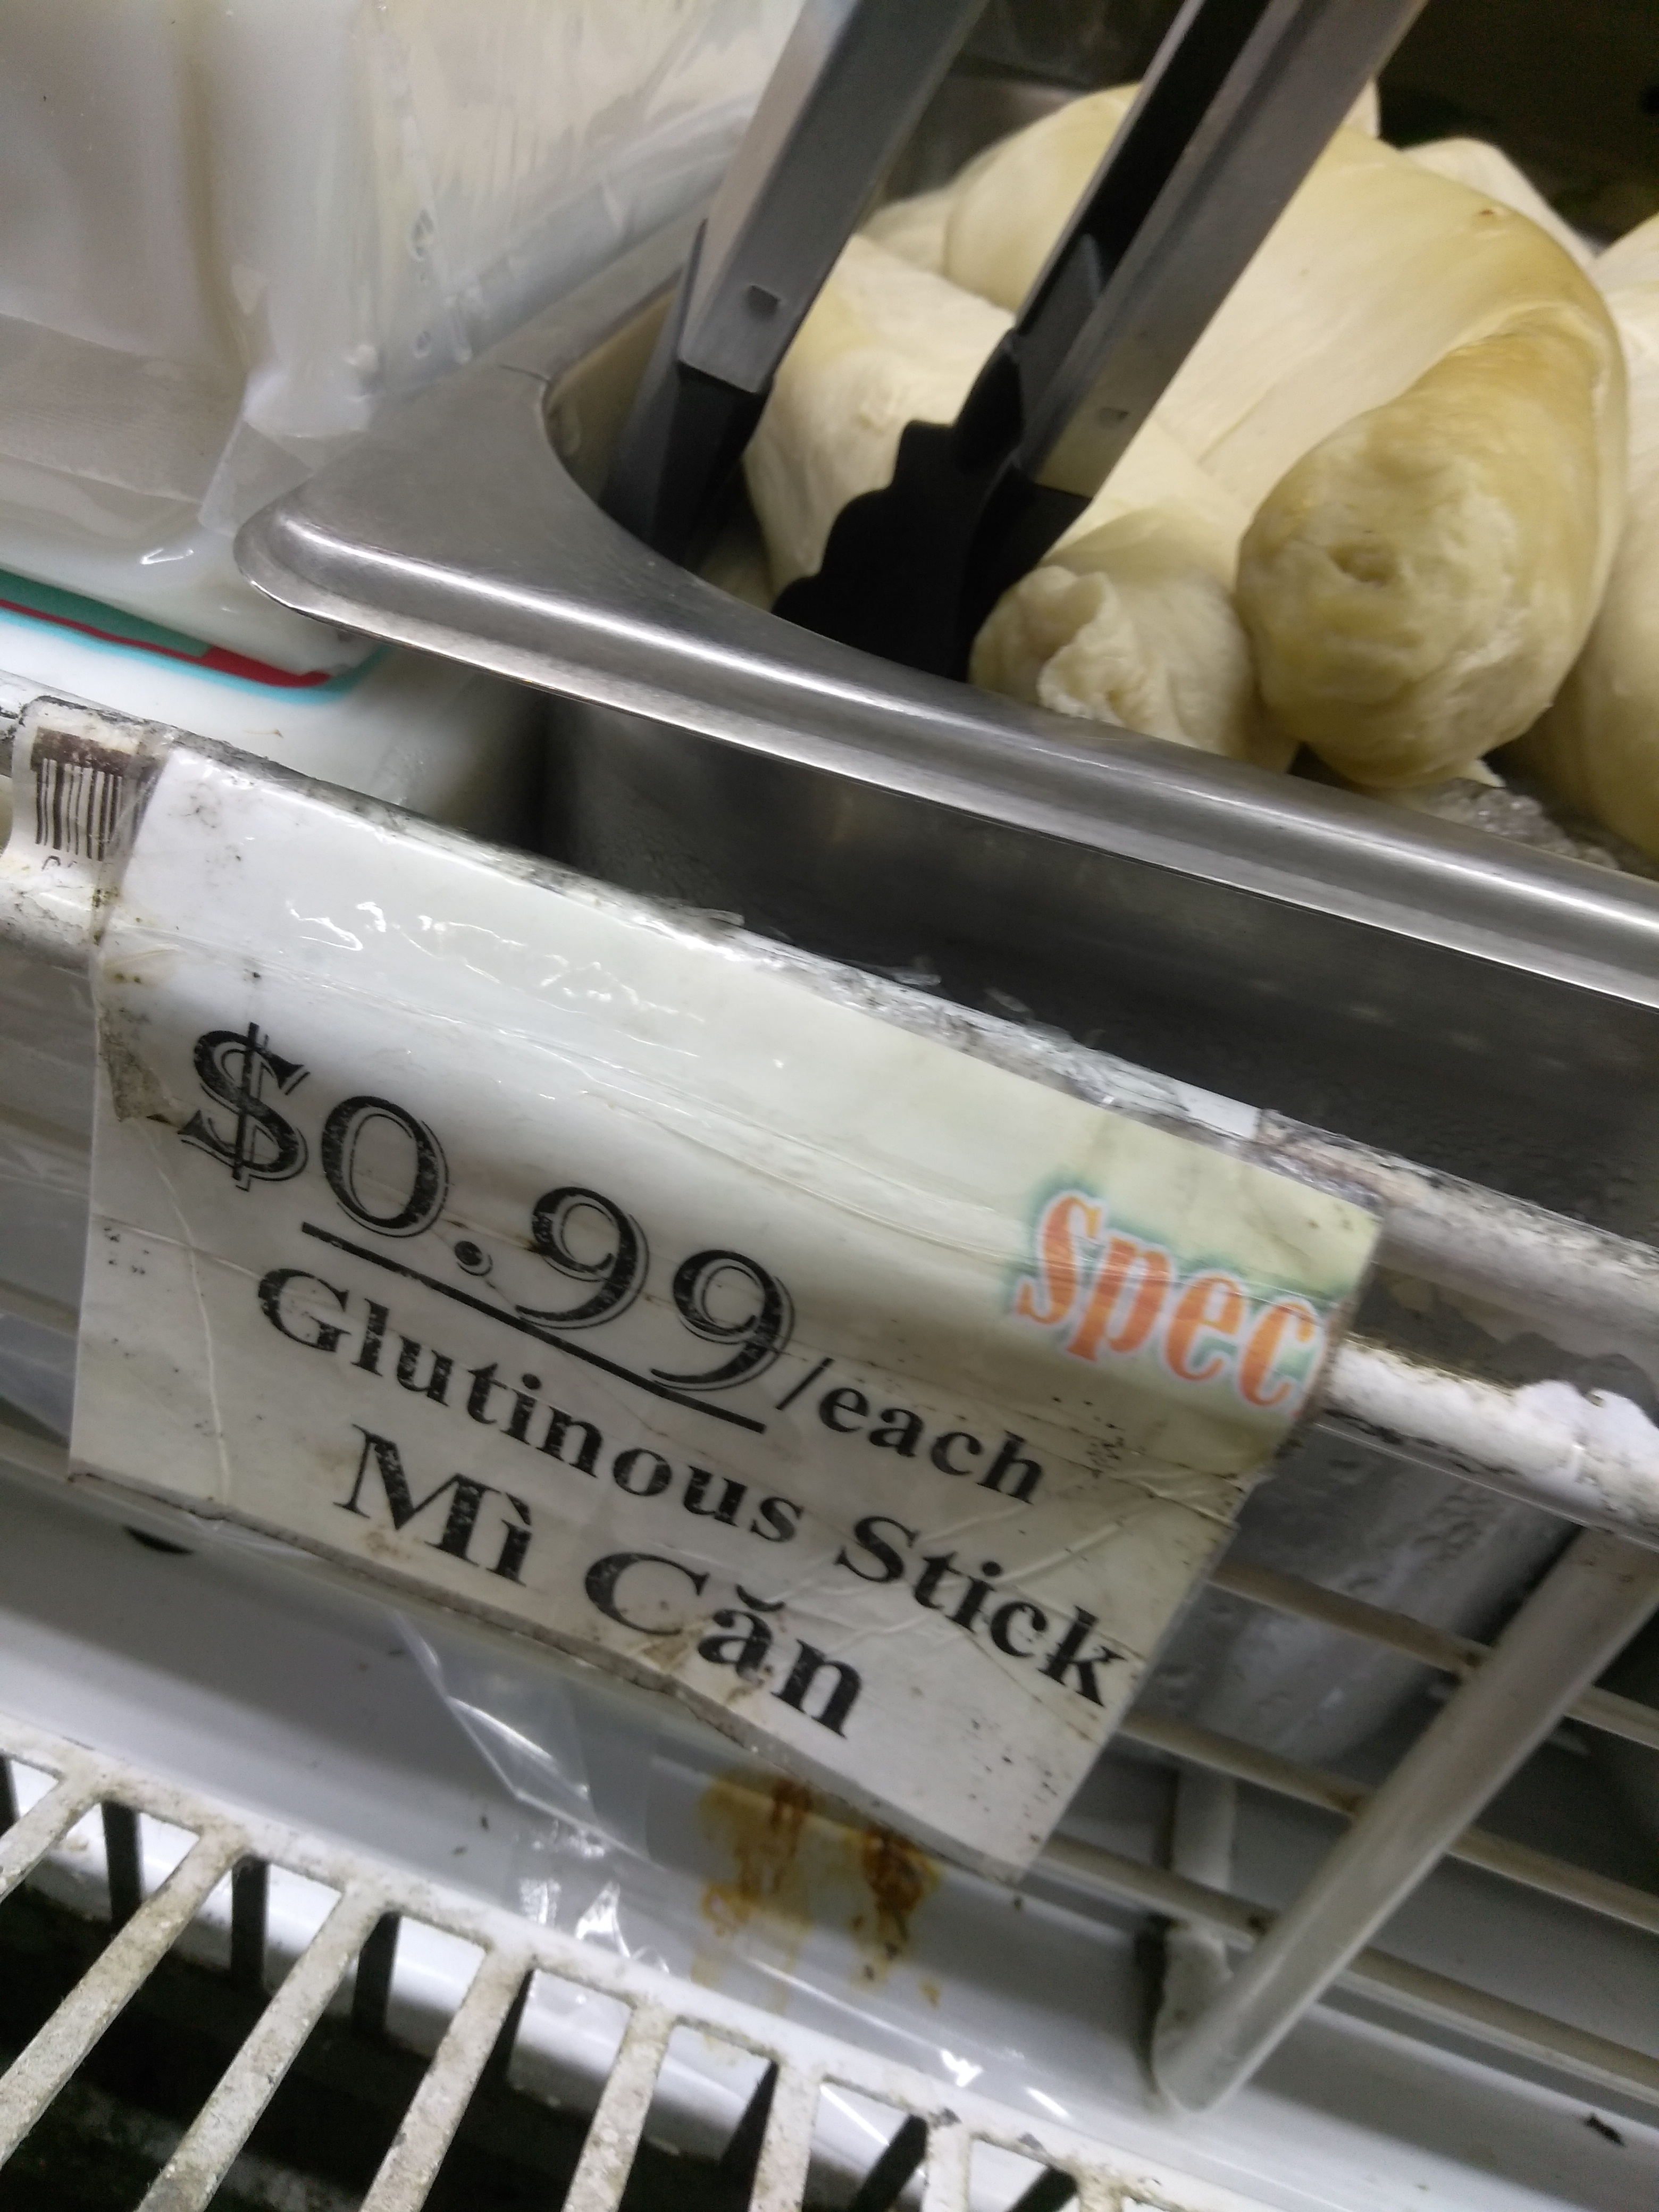 Spec
$0.99/each
Glutinous Stick
Mì Căn